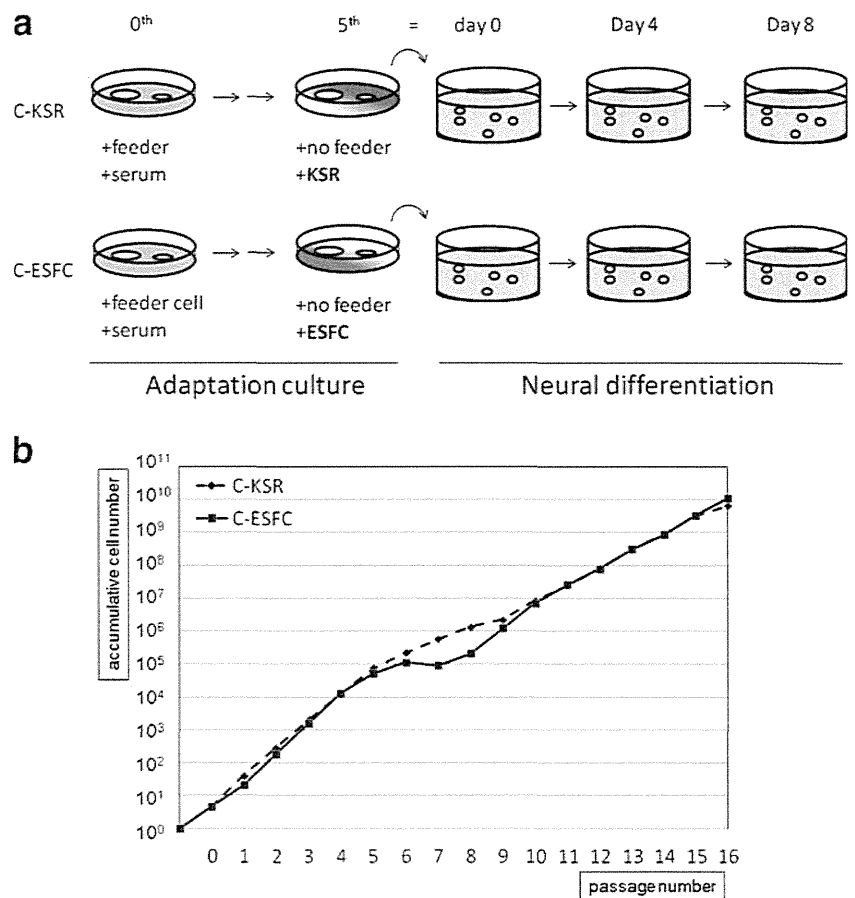 a
0th 5th = day 0 Day 4 Day 8
C-KSR
+feeder +no feeder
+serum +KSR
C-ESFC
+feeder cell +no feeder
+serum +ESFC
Adaptation culture Neural differentiation
b
accumulative cell number
10¹¹
10¹⁰
10⁹
10⁸
10⁷
10⁶
10⁵
10⁴
10³
10²
10¹
10⁰
C-KSR
C-ESFC
0 1 2 3 4 5 6 7 8 9 10 11 12 13 14 15 16
passage number